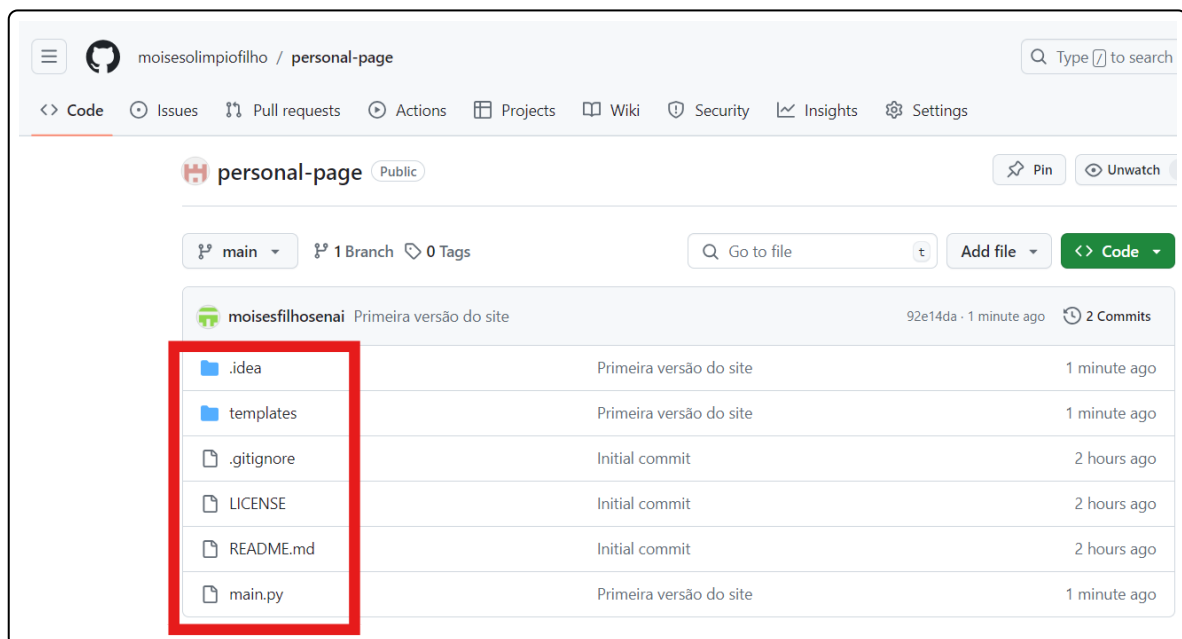 moisesolimpiofilho / personal-page
Type / to search
Code Issues Pull requests Actions Projects Wiki Security Insights Settings
personal-page Public
Pin Unwatch
main 1 Branch 0 Tags Go to file t Add file Code
moisesfilhosenai Primeira versão do site 92e14da · 1 minute ago 2 Commits
.idea Primeira versão do site 1 minute ago
templates Primeira versão do site 1 minute ago
.gitignore Initial commit 2 hours ago
LICENSE Initial commit 2 hours ago
README.md Initial commit 2 hours ago
main.py Primeira versão do site 1 minute ago